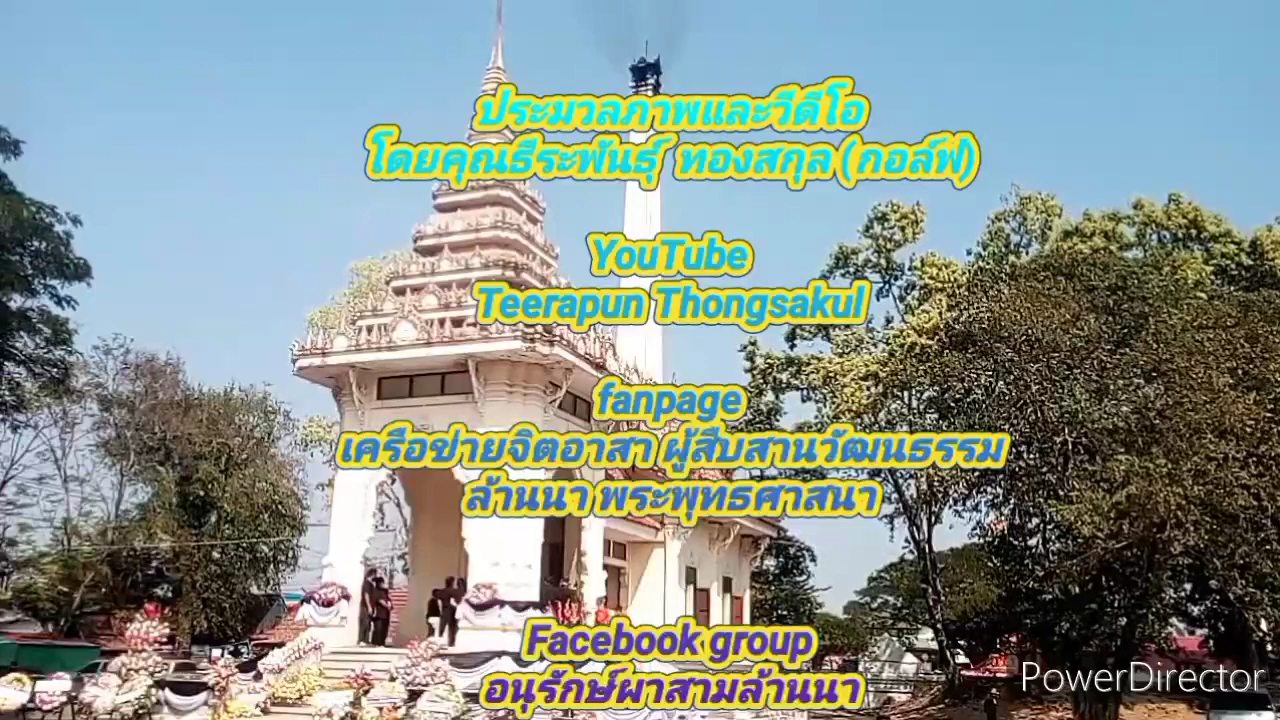 ประมวลภาพและวีดีโอ
โดยคุณธีระพันธุ์ ทองสกุล (กอล์ฟ)
YouTube
Teerapun Thongsakul
fanpage
เครือข่ายจิตอาสา ผู้สืบสานวัฒนธรรม
ล้านนา พระพุทธศาสนา
Facebook group
อนุรักษ์ผาสามล้านนา
PowerDirector